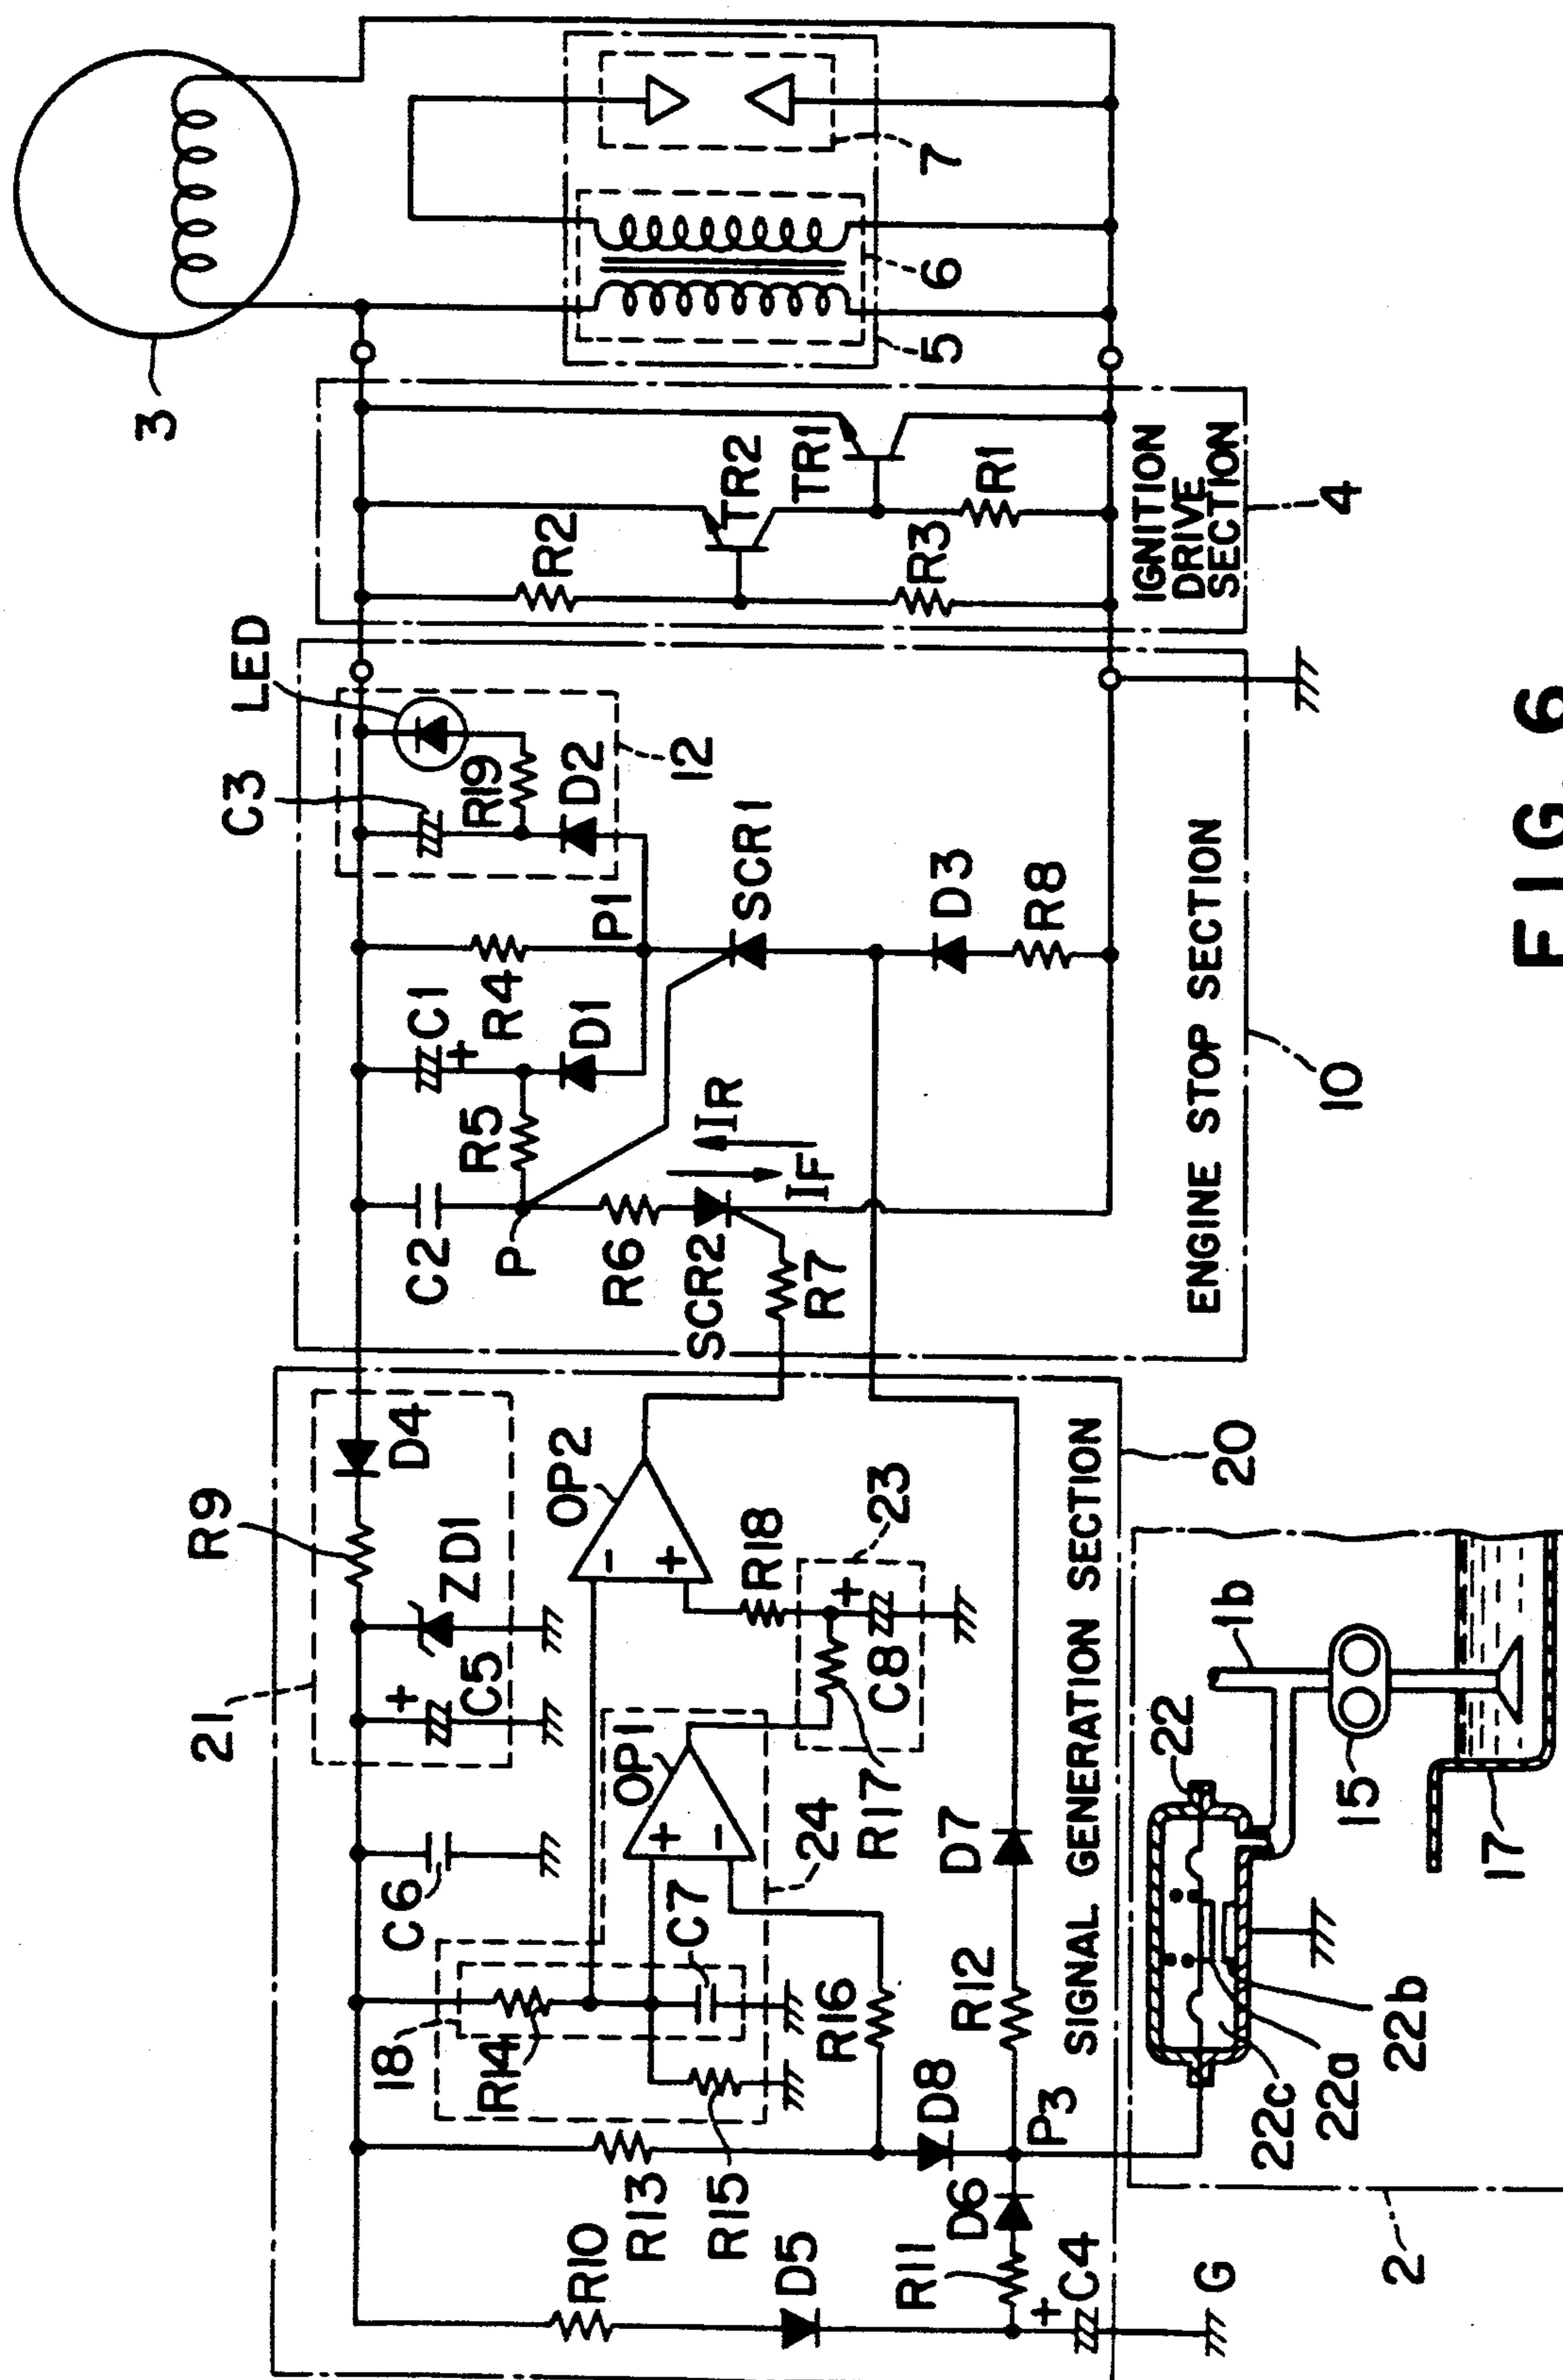 3
7
6
5
TR2
TR1
R2
R3
R1
IGNITION
DRIVE
SECTION
4
LED
C3
R19
D2
12
P1
SCR1
D3
R8
C1
+
R4
D1
R5
IR
IF
C2
P
R6
SCR2
R7
ENGINE STOP SECTION
10
D4
R9
ZD1
21
+
C5
C6
OP2
-
+
R18
23
+
C8
R17
OP1
+
-
24
C7
18
R14
R15
R16
R13
D8
R12
D7
P3
R10
D5
D6
R11
+
C4
G
SIGNAL GENERATION SECTION
20
1b
22
15
17
22b
22a
22c
2
FIG. 6